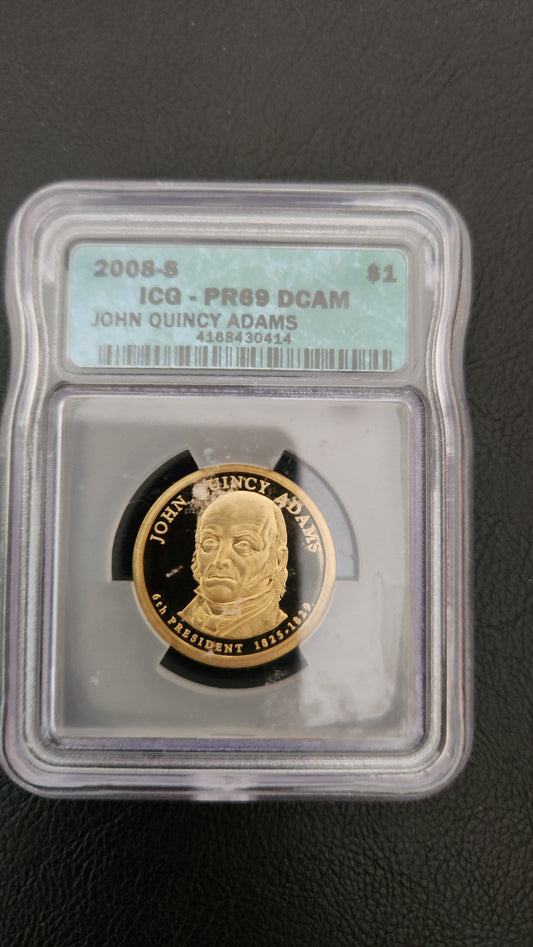 2008-S $1
ICG - PR69 DCAM
JOHN QUINCY ADAMS
4168430414
JOHN QUINCY ADAMS
6th PRESIDENT 1825-1829